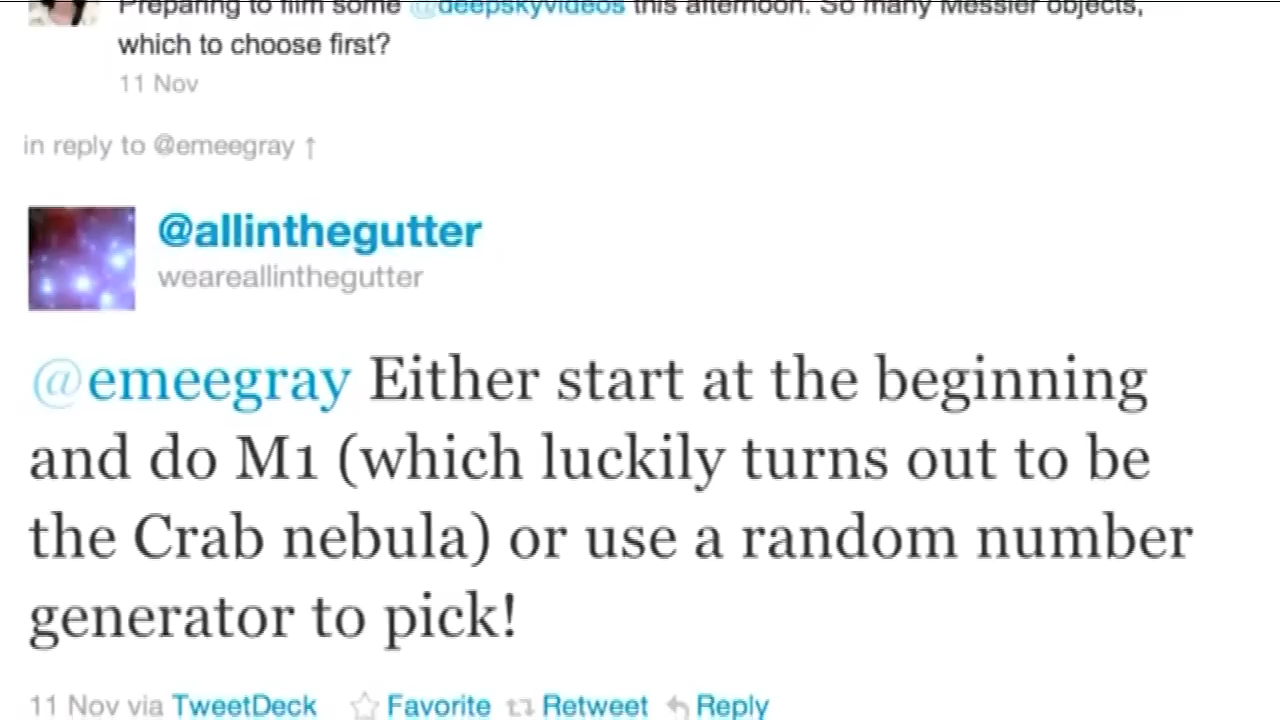 Preparing to film some @deepskyvideos this afternoon. So many Messier objects,
which to choose first?
11 Nov
in reply to @emeegray ↑
@allinthegutter
weareallinthegutter
@emeegray Either start at the beginning
and do M1 (which luckily turns out to be
the Crab nebula) or use a random number
generator to pick!
11 Nov via TweetDeck Favorite Retweet Reply